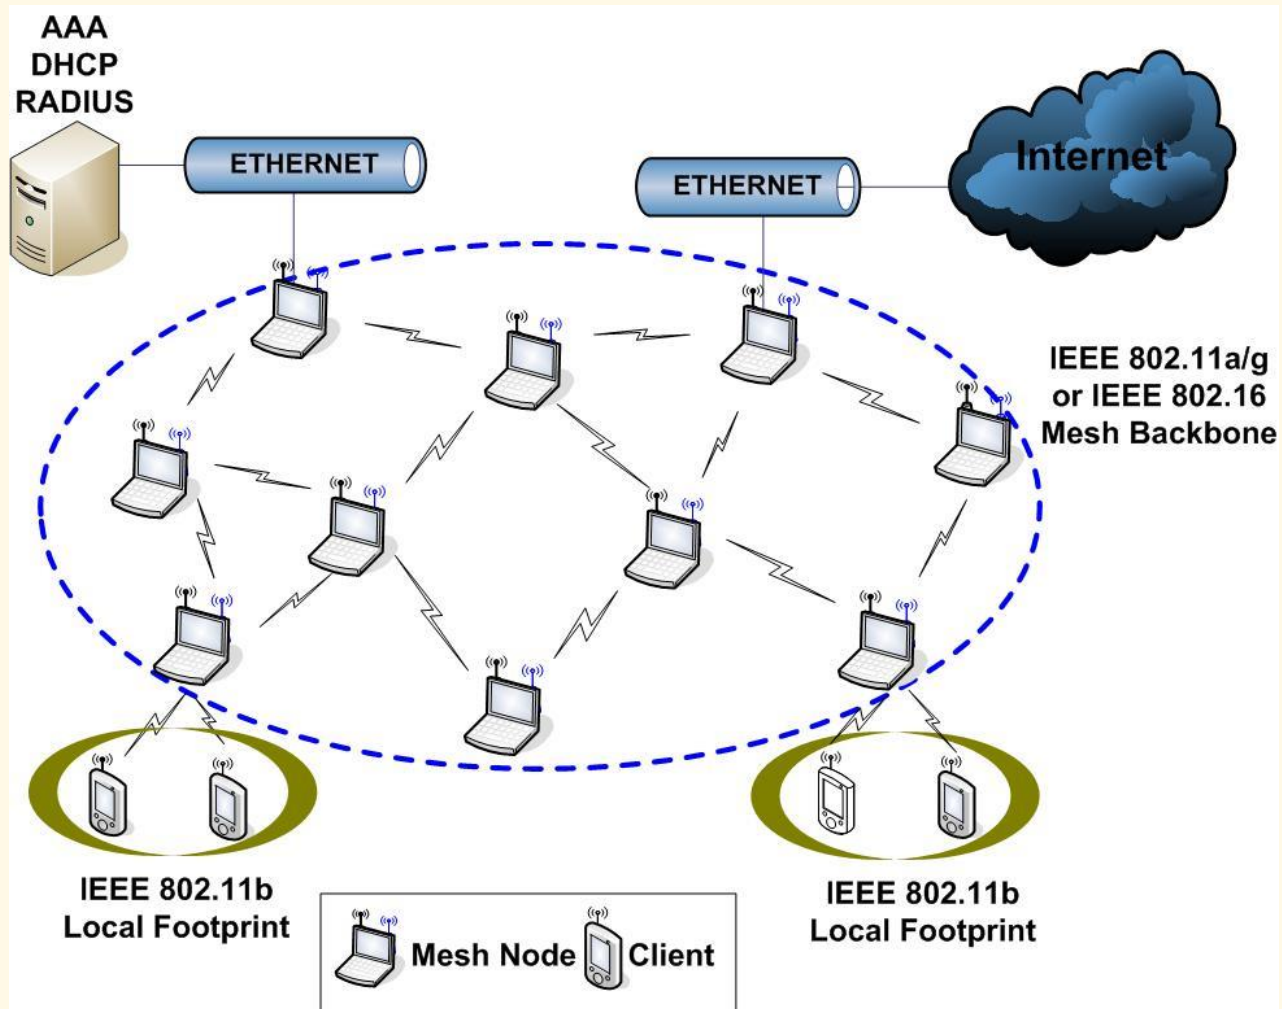 AAA
DHCP
RADIUS
ETHERNET
ETHERNET
Internet
IEEE 802.11a/g
or IEEE 802.16
Mesh Backbone
IEEE 802.11b
Local Footprint
IEEE 802.11b
Local Footprint
Mesh Node
Client